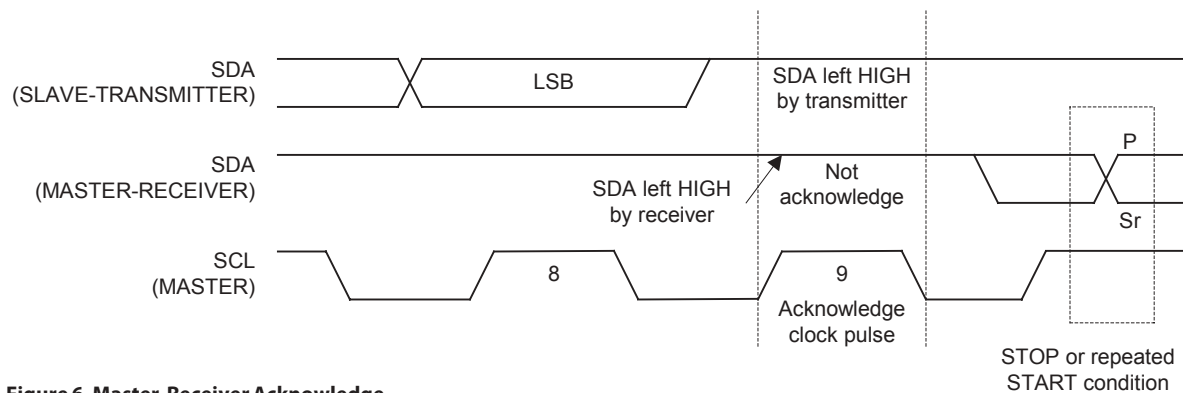 SDA
(SLAVE-TRANSMITTER)
LSB
SDA left HIGH
by transmitter
SDA
(MASTER-RECEIVER)
SDA left HIGH
by receiver
Not
acknowledge
P
Sr
SCL
(MASTER)
8
9
Acknowledge
clock pulse
STOP or repeated
START condition
Figure 6. Master-Receiver Acknowledge